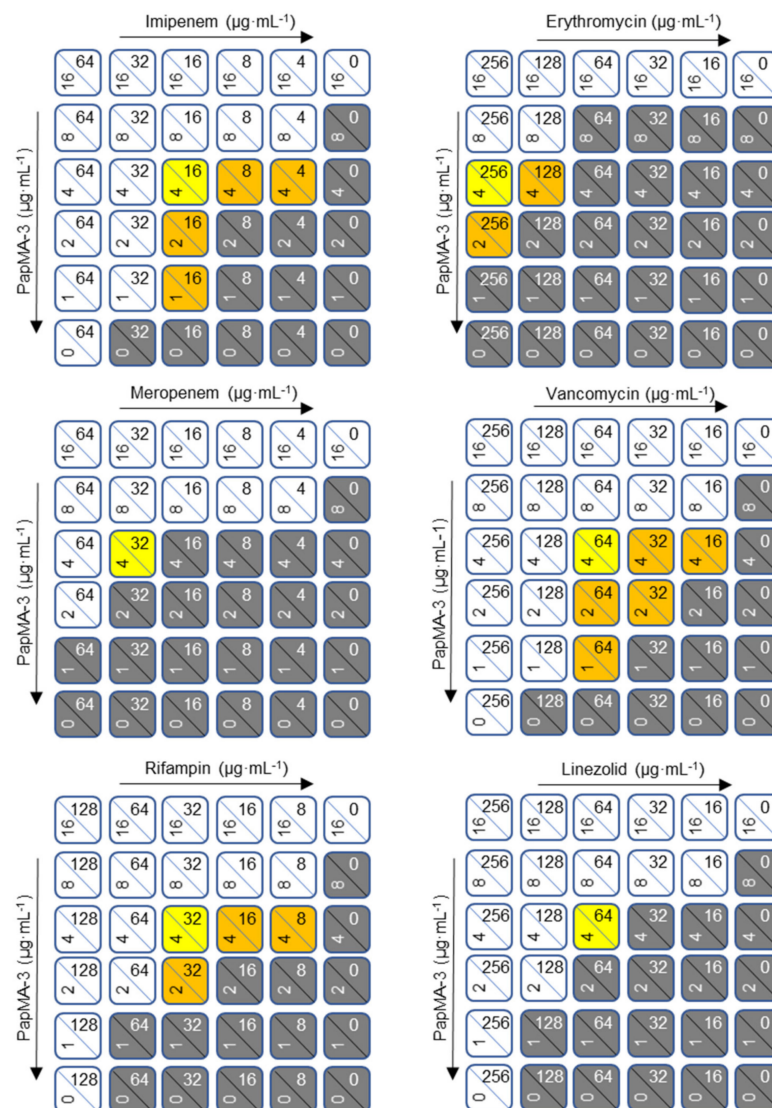 Imipenem (µg·mL-1)
PapMA-3 (µg·mL-1)
16 64 16 32 16 16 16 8 16 4 16 0
8 64 8 32 8 16 8 8 8 4 8 0
4 64 4 32 4 16 4 8 4 4 4 0
2 64 2 32 2 16 2 8 2 4 2 0
1 64 1 32 1 16 1 8 1 4 1 0
0 64 0 32 0 16 0 8 0 4 0 0
Erythromycin (µg·mL-1)
PapMA-3 (µg·mL-1)
16 256 16 128 16 64 16 32 16 16 16 0
8 256 8 128 8 64 8 32 8 16 8 0
4 256 4 128 4 64 4 32 4 16 4 0
2 256 2 128 2 64 2 32 2 16 2 0
1 256 1 128 1 64 1 32 1 16 1 0
0 256 0 128 0 64 0 32 0 16 0 0
Meropenem (µg·mL-1)
PapMA-3 (µg·mL-1)
16 64 16 32 16 16 16 8 16 4 16 0
8 64 8 32 8 16 8 8 8 4 8 0
4 64 4 32 4 16 4 8 4 4 4 0
2 64 2 32 2 16 2 8 2 4 2 0
1 64 1 32 1 16 1 8 1 4 1 0
0 64 0 32 0 16 0 8 0 4 0 0
Vancomycin (µg·mL-1)
PapMA-3 (µg·mL-1)
16 256 16 128 16 64 16 32 16 16 16 0
8 256 8 128 8 64 8 32 8 16 8 0
4 256 4 128 4 64 4 32 4 16 4 0
2 256 2 128 2 64 2 32 2 16 2 0
1 256 1 128 1 64 1 32 1 16 1 0
0 256 0 128 0 64 0 32 0 16 0 0
Rifampin (µg·mL-1)
PapMA-3 (µg·mL-1)
16 128 16 64 16 32 16 16 16 8 16 0
8 128 8 64 8 32 8 16 8 8 8 0
4 128 4 64 4 32 4 16 4 8 4 0
2 128 2 64 2 32 2 16 2 8 2 0
1 128 1 64 1 32 1 16 1 8 1 0
0 128 0 64 0 32 0 16 0 8 0 0
Linezolid (µg·mL-1)
PapMA-3 (µg·mL-1)
16 256 16 128 16 64 16 32 16 16 16 0
8 256 8 128 8 64 8 32 8 16 8 0
4 256 4 128 4 64 4 32 4 16 4 0
2 256 2 128 2 64 2 32 2 16 2 0
1 256 1 128 1 64 1 32 1 16 1 0
0 256 0 128 0 64 0 32 0 16 0 0